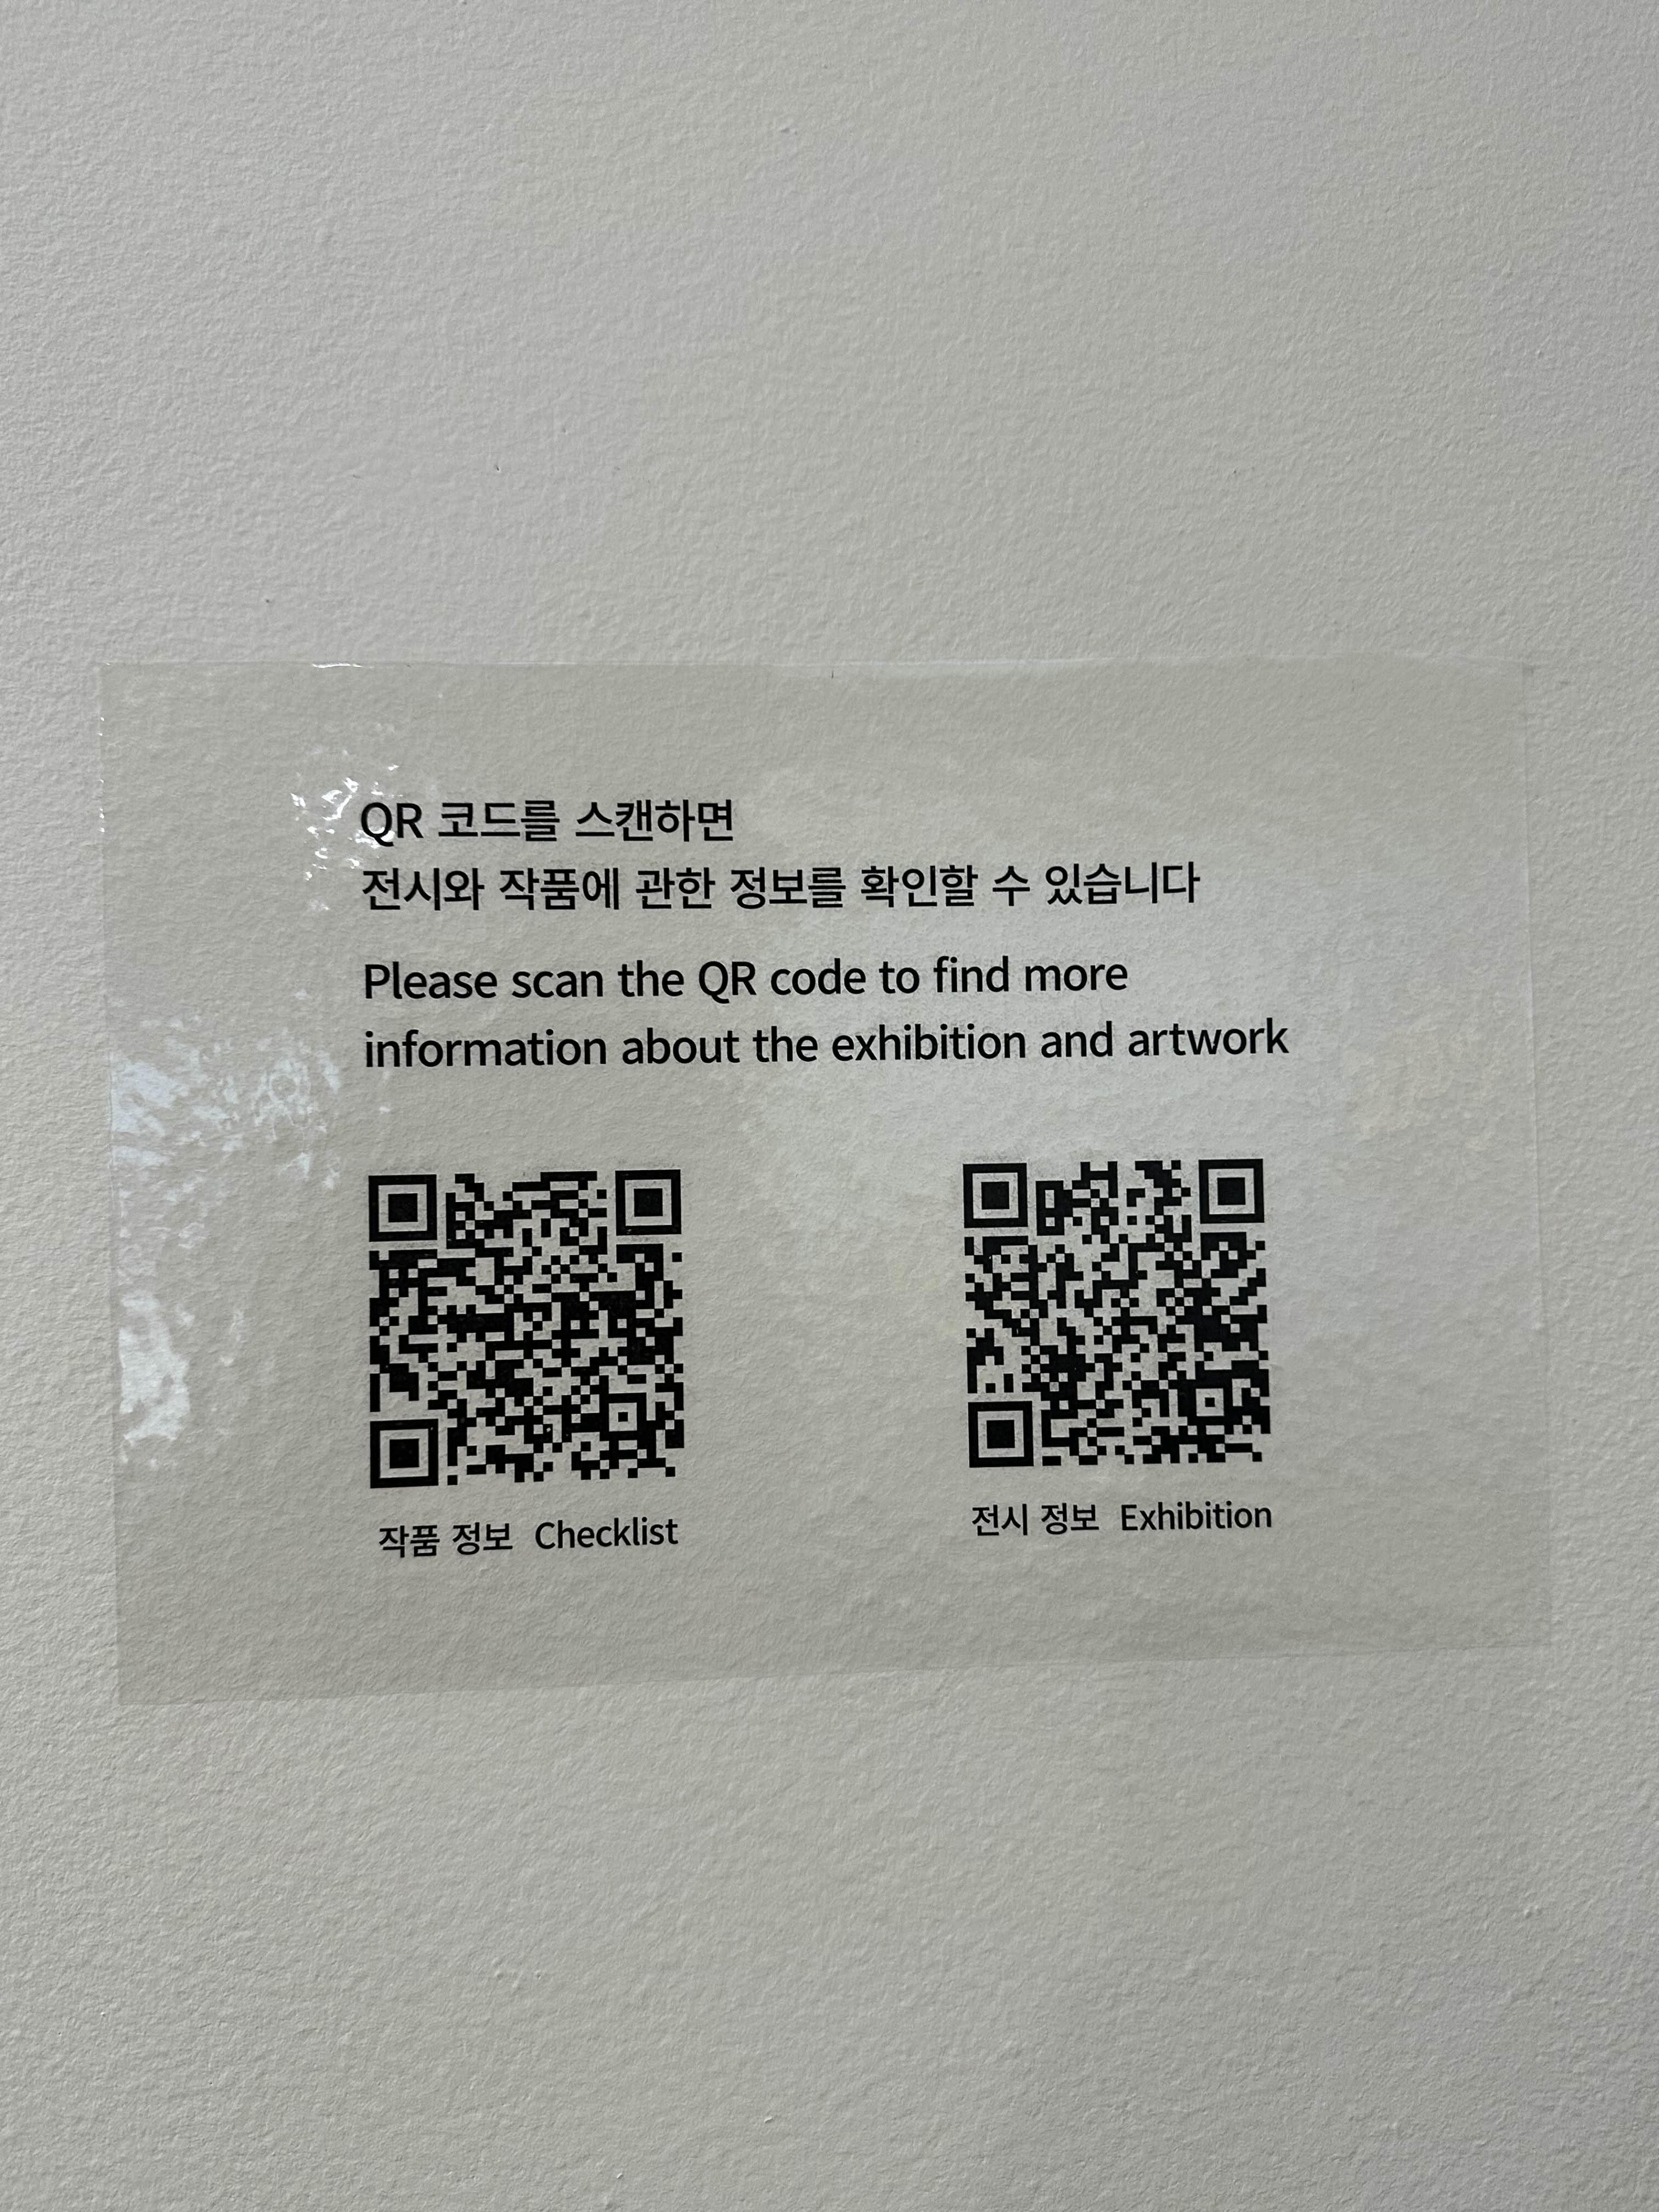 QR 코드를 스캔하면
전시와 작품에 관한 정보를 확인할 수 있습니다
Please scan the QR code to find more
information about the exhibition and artwork
작품 정보 Checklist
전시 정보 Exhibition